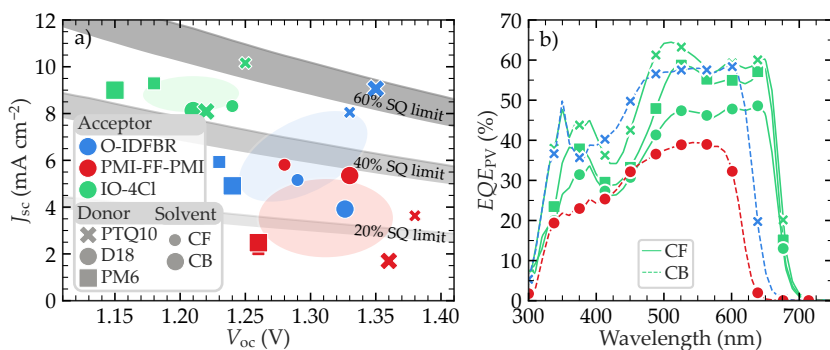 a)
12
10
8
6
4
2
0
J_sc (mA cm⁻²)
60% SQ limit
40% SQ limit
20% SQ limit
Acceptor
O-IDFBR
PMI-FF-PMI
IO-4Cl
Donor
Solvent
PTQ10
D18
PM6
CF
CB
1.15 1.20 1.25 1.30 1.35 1.40
V_oc (V)
b)
70
60
50
40
30
20
10
0
EQE_PV (%)
CF
CB
300 400 500 600 700
Wavelength (nm)